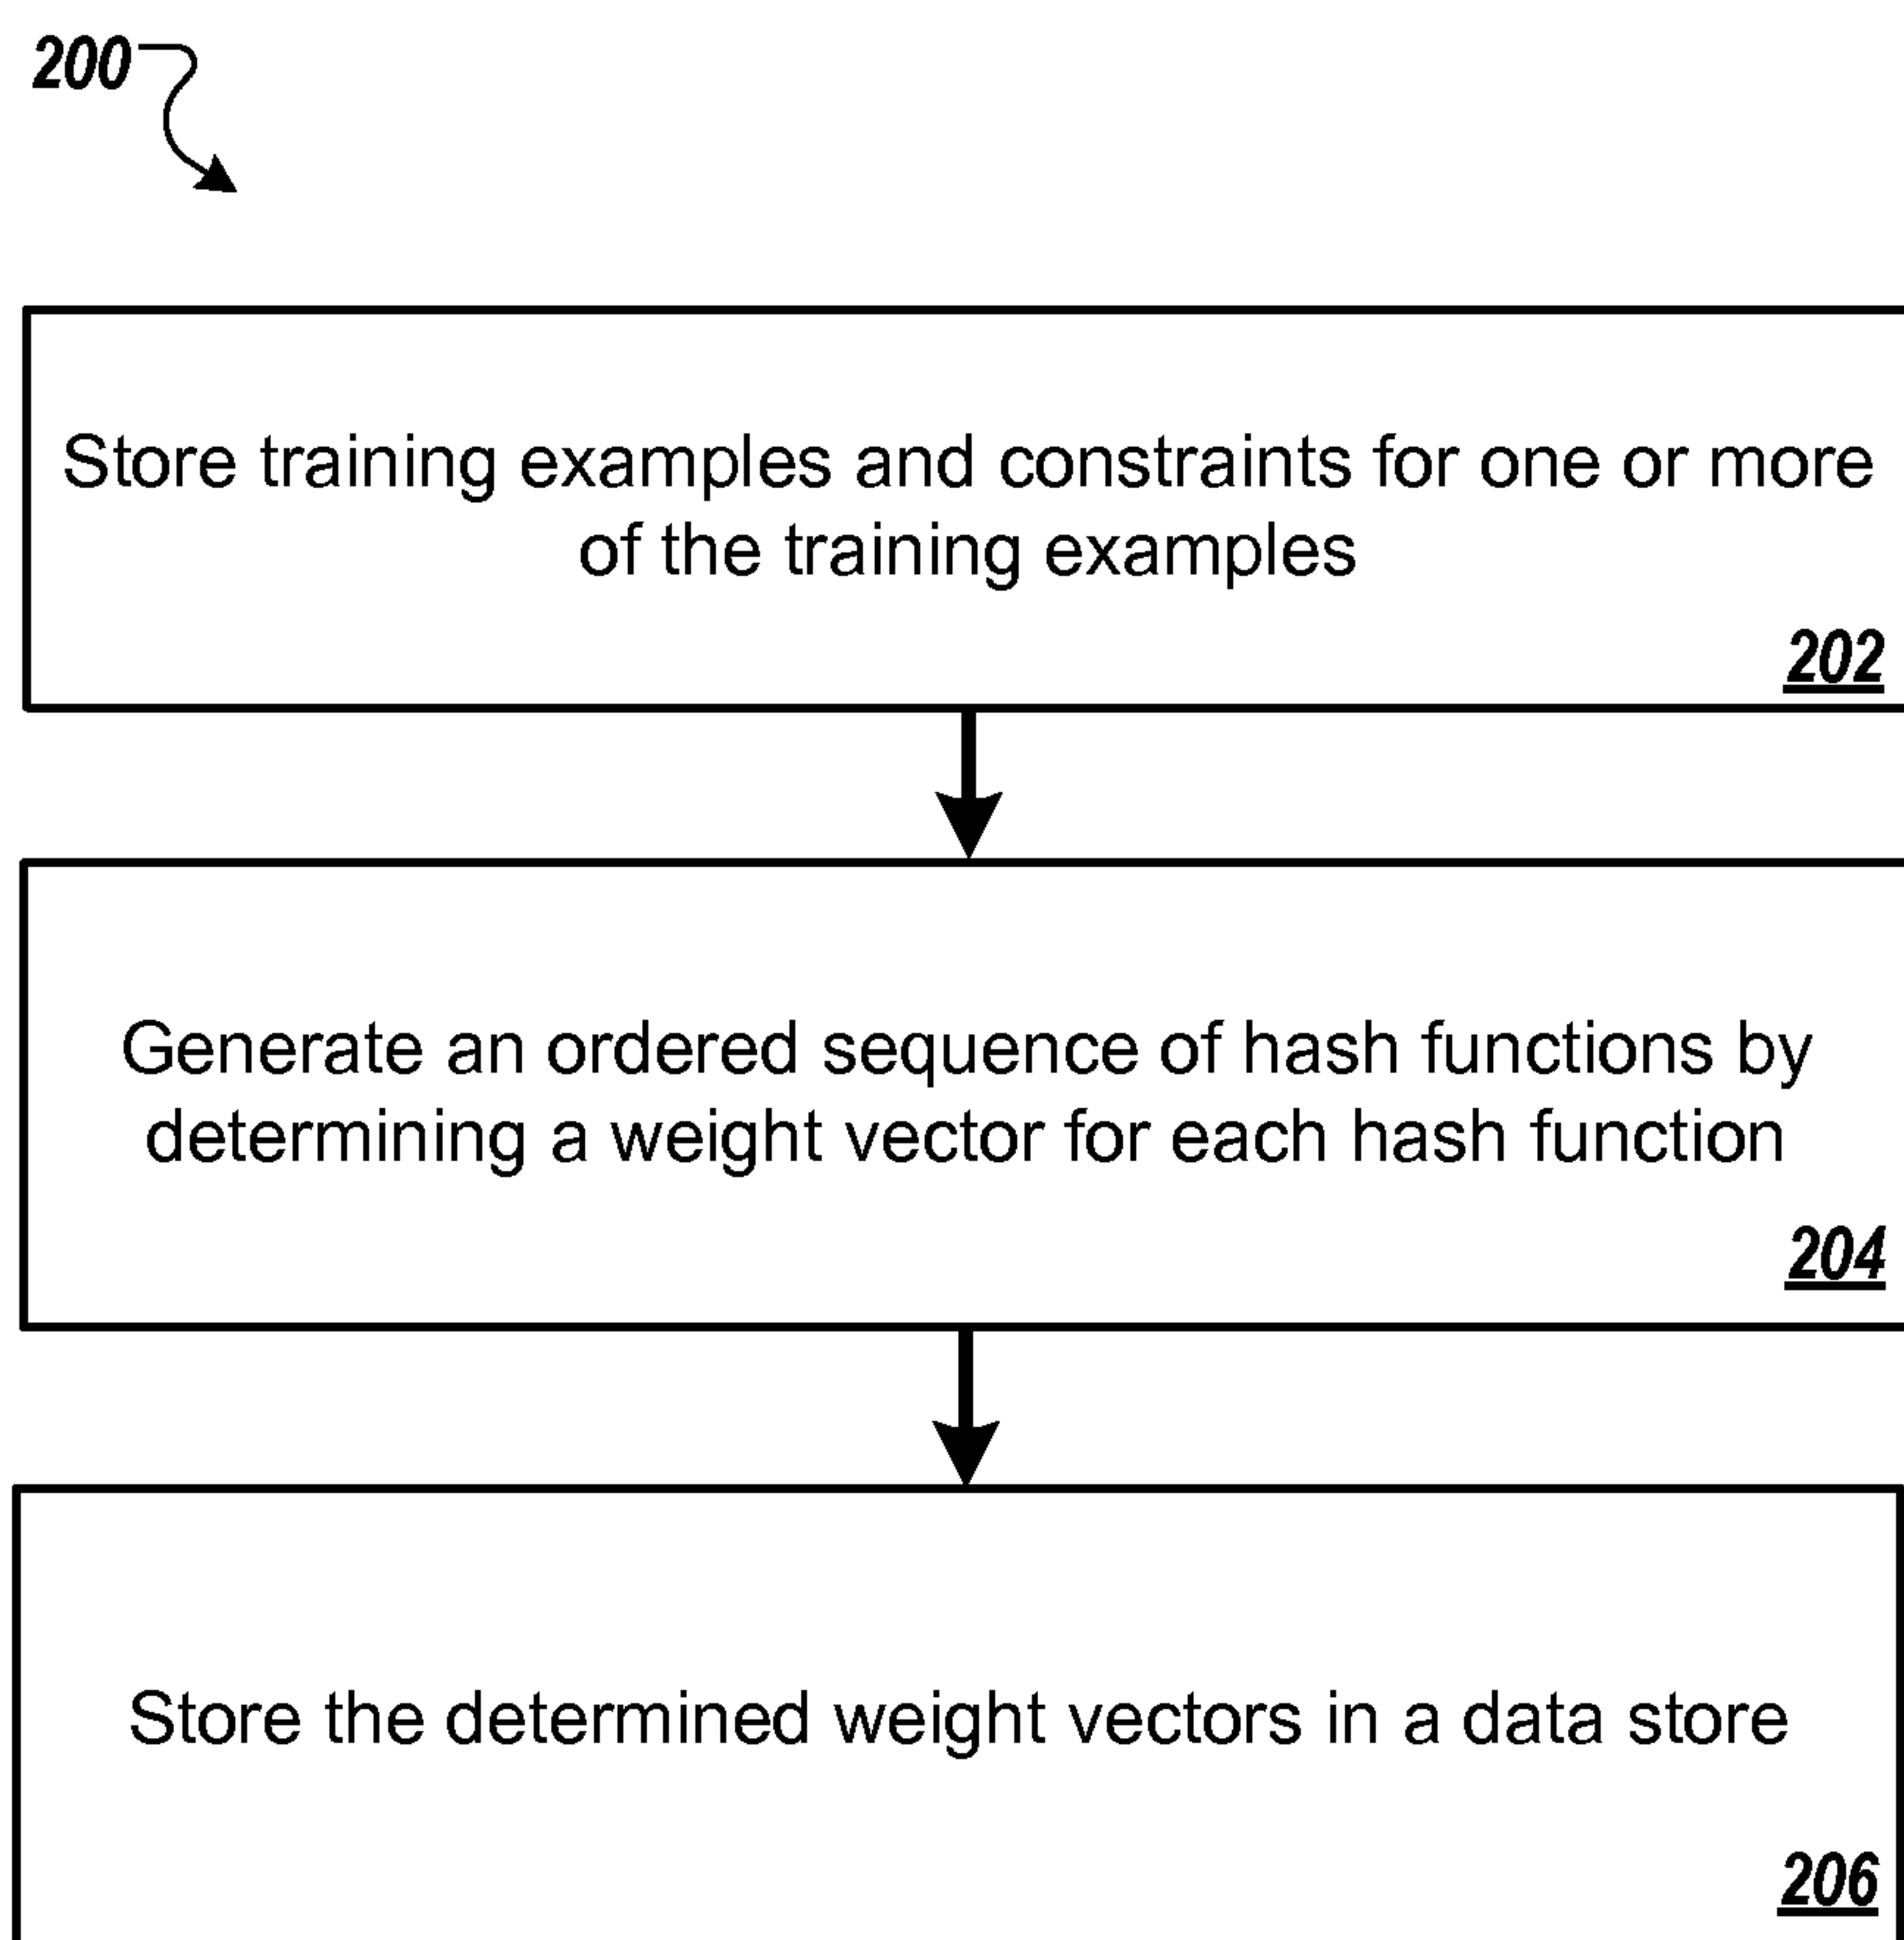 200
Store training examples and constraints for one or more
of the training examples
202
Generate an ordered sequence of hash functions by
determining a weight vector for each hash function
204
Store the determined weight vectors in a data store
206